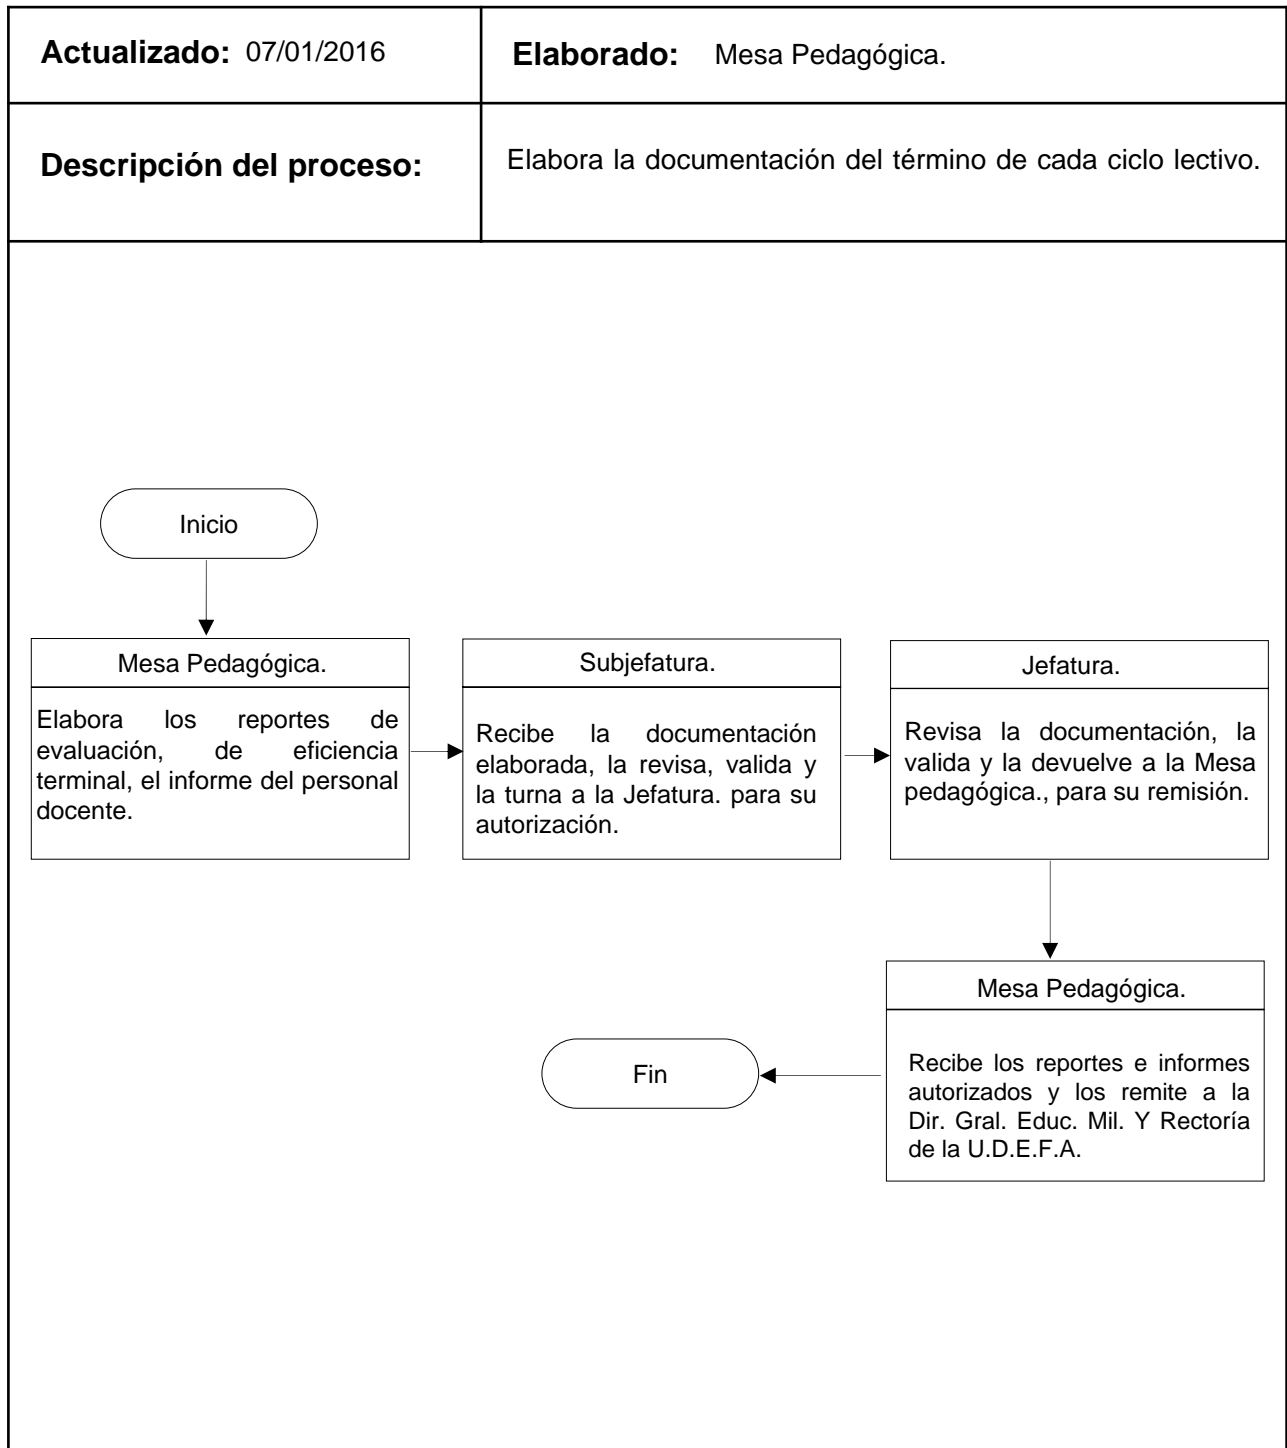 Actualizado: 07/01/2016
Elaborado: Mesa Pedagógica.
Descripción del proceso:
Elabora la documentación del término de cada ciclo lectivo.
Inicio
Mesa Pedagógica.
Elabora los reportes de
evaluación, de eficiencia
terminal, el informe del personal
docente.
Subjefatura.
Recibe la documentación
elaborada, la revisa, valida y
la turna a la Jefatura. para su
autorización.
Jefatura.
Revisa la documentación, la
valida y la devuelve a la Mesa
pedagógica., para su remisión.
Mesa Pedagógica.
Recibe los reportes e informes
autorizados y los remite a la
Dir. Gral. Educ. Mil. Y Rectoría
de la U.D.E.F.A.
Fin